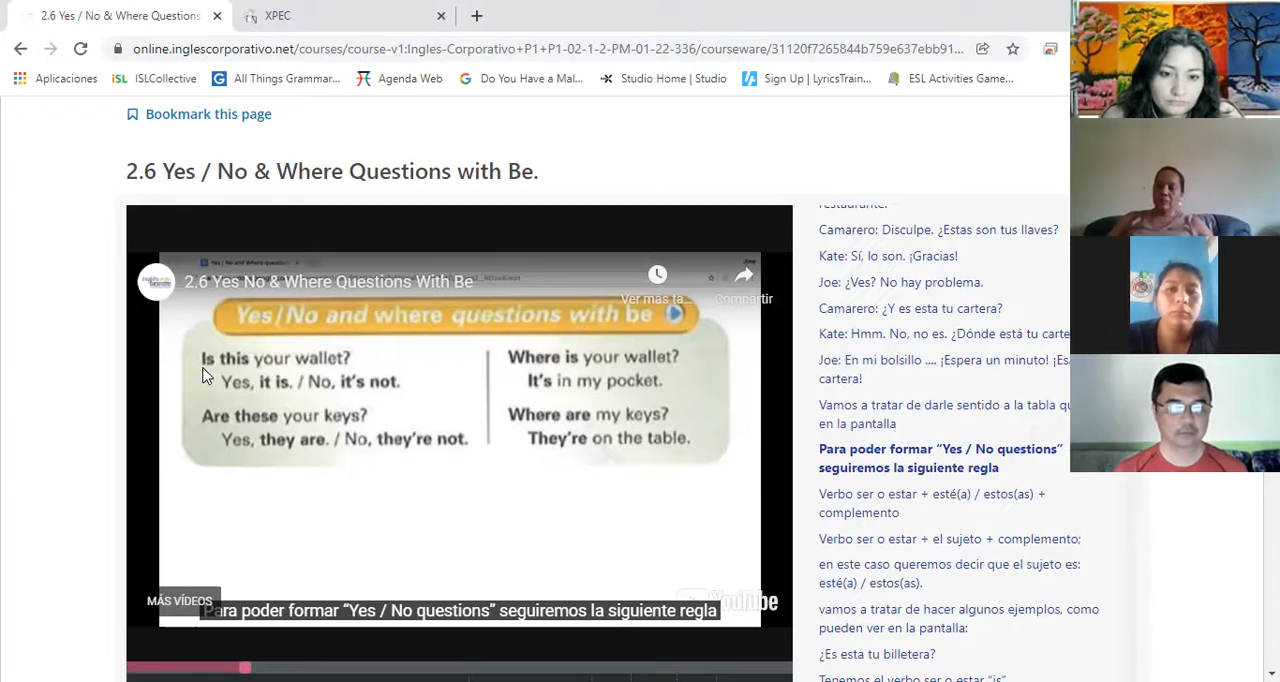 2.6 Yes / No & Where Questions
XPEC
online.inglescorporativo.net/courses/course-v1:Ingles-Corporativo+P1+P1-02-1-2-PM-01-22-336/courseware/31120f7265844b759e637ebb91...
Aplicaciones
iSL ISLCollective
G All Things Grammar...
Agenda Web
G Do You Have a Mal...
Studio Home | Studio
Sign Up | LyricsTrain...
ESL Activities Game...
Bookmark this page
2.6 Yes / No & Where Questions with Be.
2.6 Yes No & Where Questions With Be
Ver más ta...
Compartir
Yes/No and where questions with be
Is this your wallet?
Yes, it is. / No, it's not.
Are these your keys?
Yes, they are. / No, they're not.
Where is your wallet?
It's in my pocket.
Where are my keys?
They're on the table.
MÁS VÍDEOS
YouTube
Para poder formar “Yes / No questions” seguiremos la siguiente regla
restaurante.
Camarero: Disculpe. ¿Estas son tus llaves?
Kate: Sí, lo son. ¡Gracias!
Joe: ¿Ves? No hay problema.
Camarero: ¿Y es esta tu cartera?
Kate: Hmm. No, no es. ¿Dónde está tu carte
Joe: En mi bolsillo .... ¡Espera un minuto! ¡Es
cartera!
Vamos a tratar de darle sentido a la tabla qu
en la pantalla
Para poder formar “Yes / No questions”
seguiremos la siguiente regla
Verbo ser o estar + esté(a) / estos(as) +
complemento
Verbo ser o estar + el sujeto + complemento;
en este caso queremos decir que el sujeto es:
esté(a) / estos(as).
vamos a tratar de hacer algunos ejemplos, como
pueden ver en la pantalla:
¿Es esta tu billetera?
Tenemos el verbo ser o estar “is”